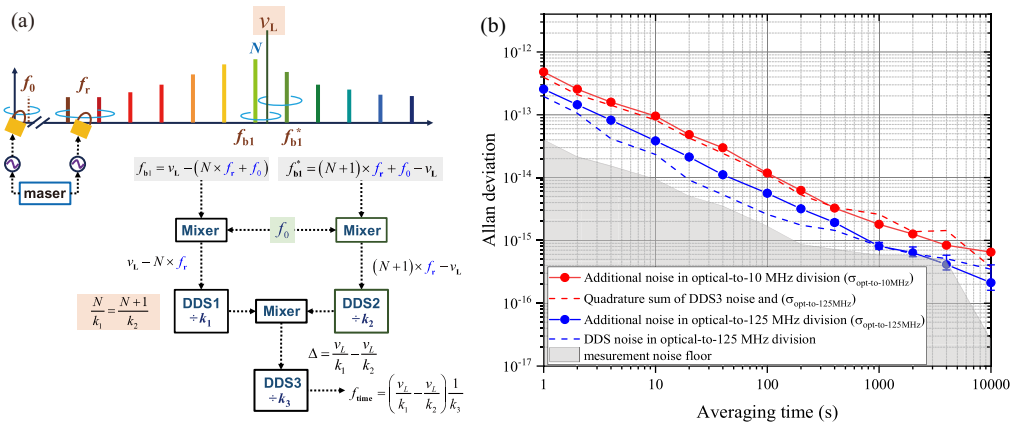 (a)
ν_L
N
f_0
f_r
f_b1
f*_b1
maser
f_b1 = ν_L − (N × f_r + f_0)
f*_b1 = (N + 1) × f_r + f_0 − ν_L
Mixer
f_0
Mixer
ν_L − N × f_r
(N + 1) × f_r − ν_L
N/k_1 = N + 1/k_2
DDS1
÷k_1
Mixer
DDS2
÷k_2
Δ = ν_L/k_1 − ν_L/k_2
DDS3
÷k_3
f_time = (ν_L/k_1 − ν_L/k_2) 1/k_3
(b)
Allan deviation
10^-12
10^-13
10^-14
10^-15
10^-16
10^-17
Additional noise in optical-to-10 MHz division (σ_opt-to-10MHz)
Quadrature sum of DDS3 noise and (σ_opt-to-125MHz)
Additional noise in optical-to-125 MHz division (σ_opt-to-125MHz)
DDS noise in optical-to-125 MHz division
mesurement noise floor
1
10
100
1000
10000
Averaging time (s)